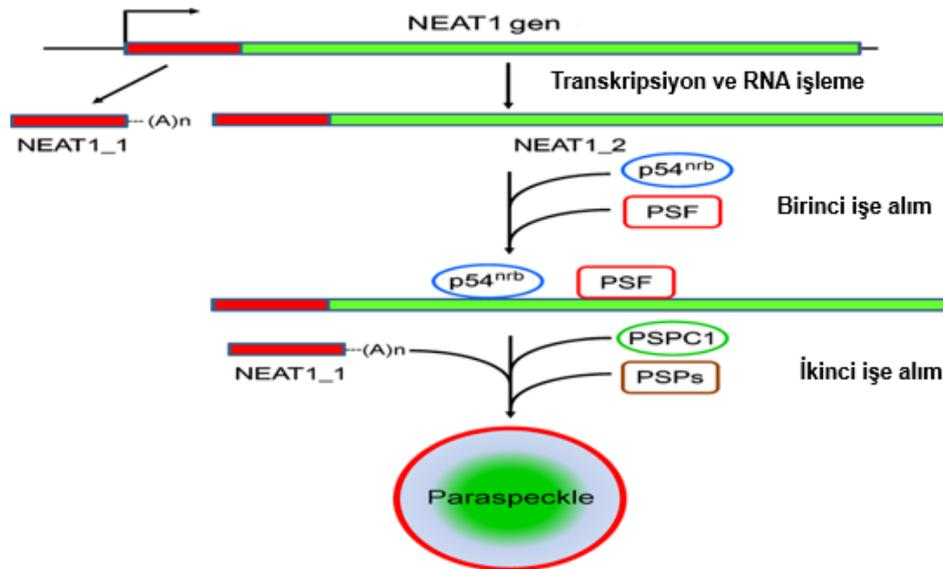 NEAT1 gen
Transkripsiyon ve RNA işleme
(A)n
NEAT1_1
NEAT1_2
p54nrb
PSF
Birinci işe alım
p54nrb
PSF
(A)n
NEAT1_1
PSPC1
PSPs
İkinci işe alım
Paraspeckle